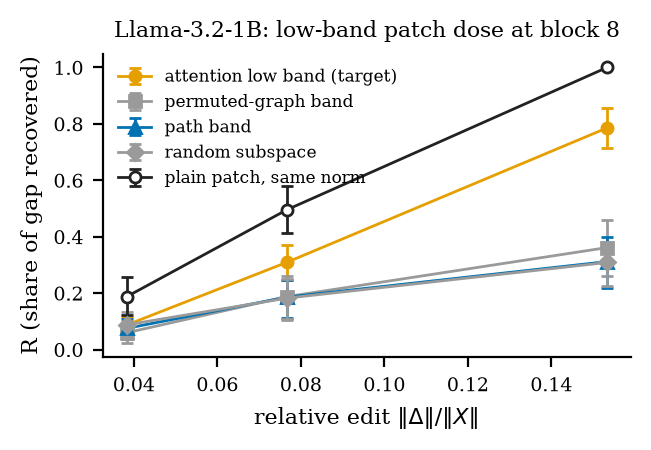 Llama-3.2-1B: low-band patch dose at block 8
R (share of gap recovered)
1.0
0.8
0.6
0.4
0.2
0.0
attention low band (target)
permuted-graph band
path band
random subspace
plain patch, same norm
0.04
0.06
0.08
0.10
0.12
0.14
relative edit ‖Δ‖/‖X‖